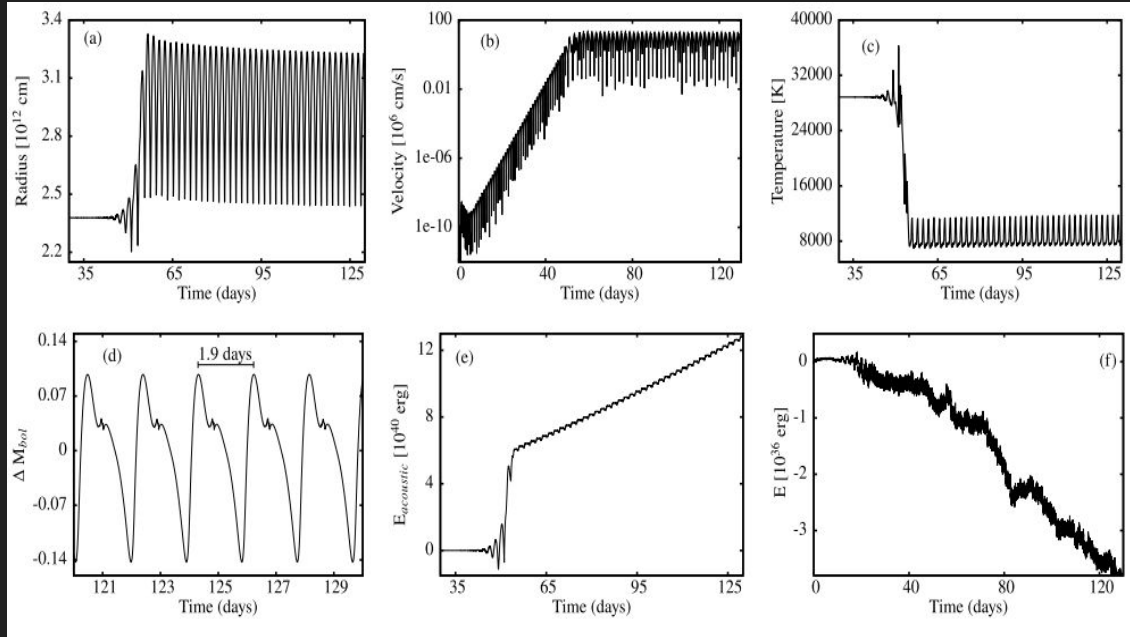 (a)
Radius [10¹² cm]
3.4
3.1
2.8
2.5
2.2
35 65 95 125
Time (days)
(b)
Velocity [10⁶ cm/s]
100
0.01
1e-06
1e-10
0 40 80 120
Time (days)
(c)
Temperature [K]
40000
32000
24000
16000
8000
35 65 95 125
Time (days)
(d)
1.9 days
Δ M_bol
0.14
0.07
0
-0.07
-0.14
121 123 125 127 129
Time (days)
(e)
E_acoustic [10⁴⁰ erg]
12
8
4
0
35 65 95 125
Time (days)
(f)
E [10³⁶ erg]
0
-1
-2
-3
0 40 80 120
Time (days)